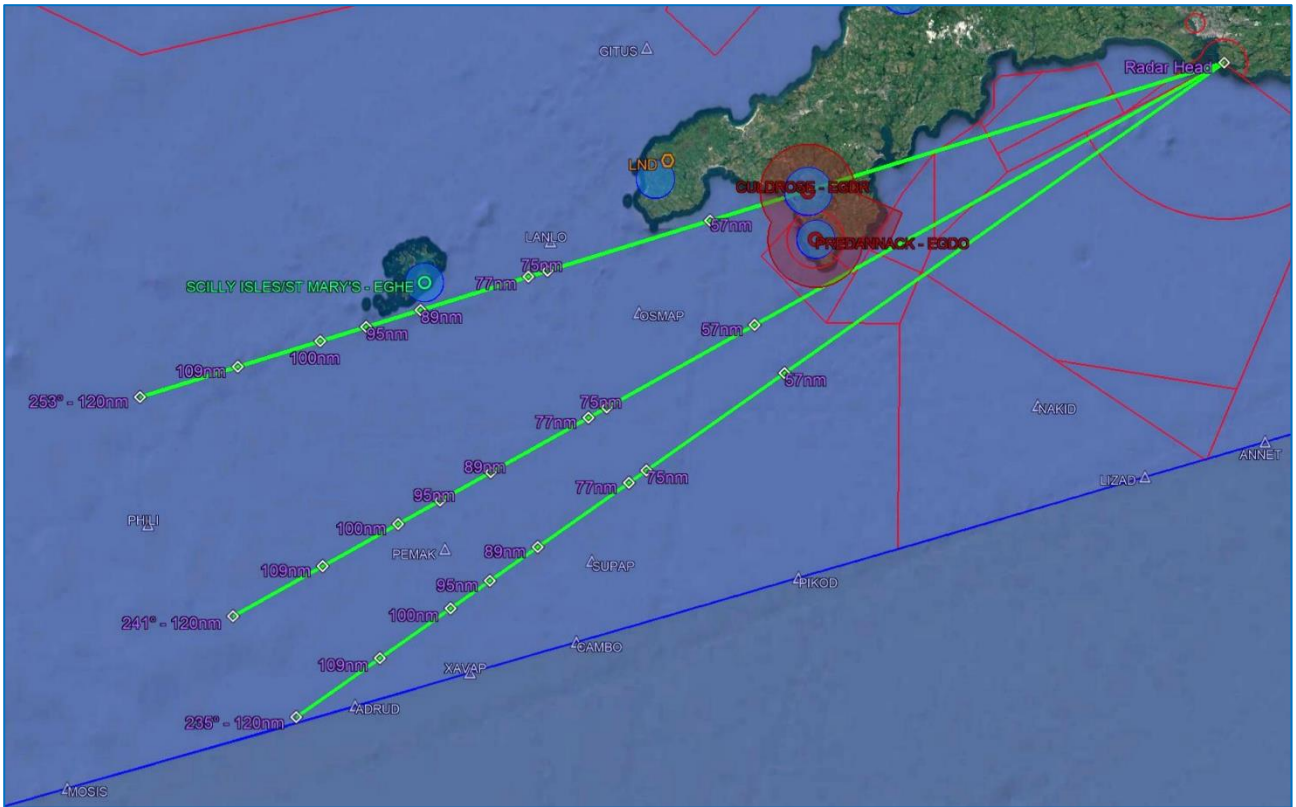 GITUS
Radar Head
LND
CULDROSE - EGDR
57nm
LANLO
PREDANNACK - EGDO
75nm
77nm
SCILLY ISLES/ST MARY'S - EGHE
89nm
OSMAP
95nm
57nm
100nm
109nm
57nm
253° - 120nm
75nm
NAKID
77nm
ANNET
89nm
75nm
LIZAD
77nm
95nm
PHILI
100nm
PEMAK
89nm
SUPAP
109nm
PIKOD
95nm
100nm
241° - 120nm
CAMBO
109nm
XAVAP
ADRUD
235° - 120nm
MOSIS